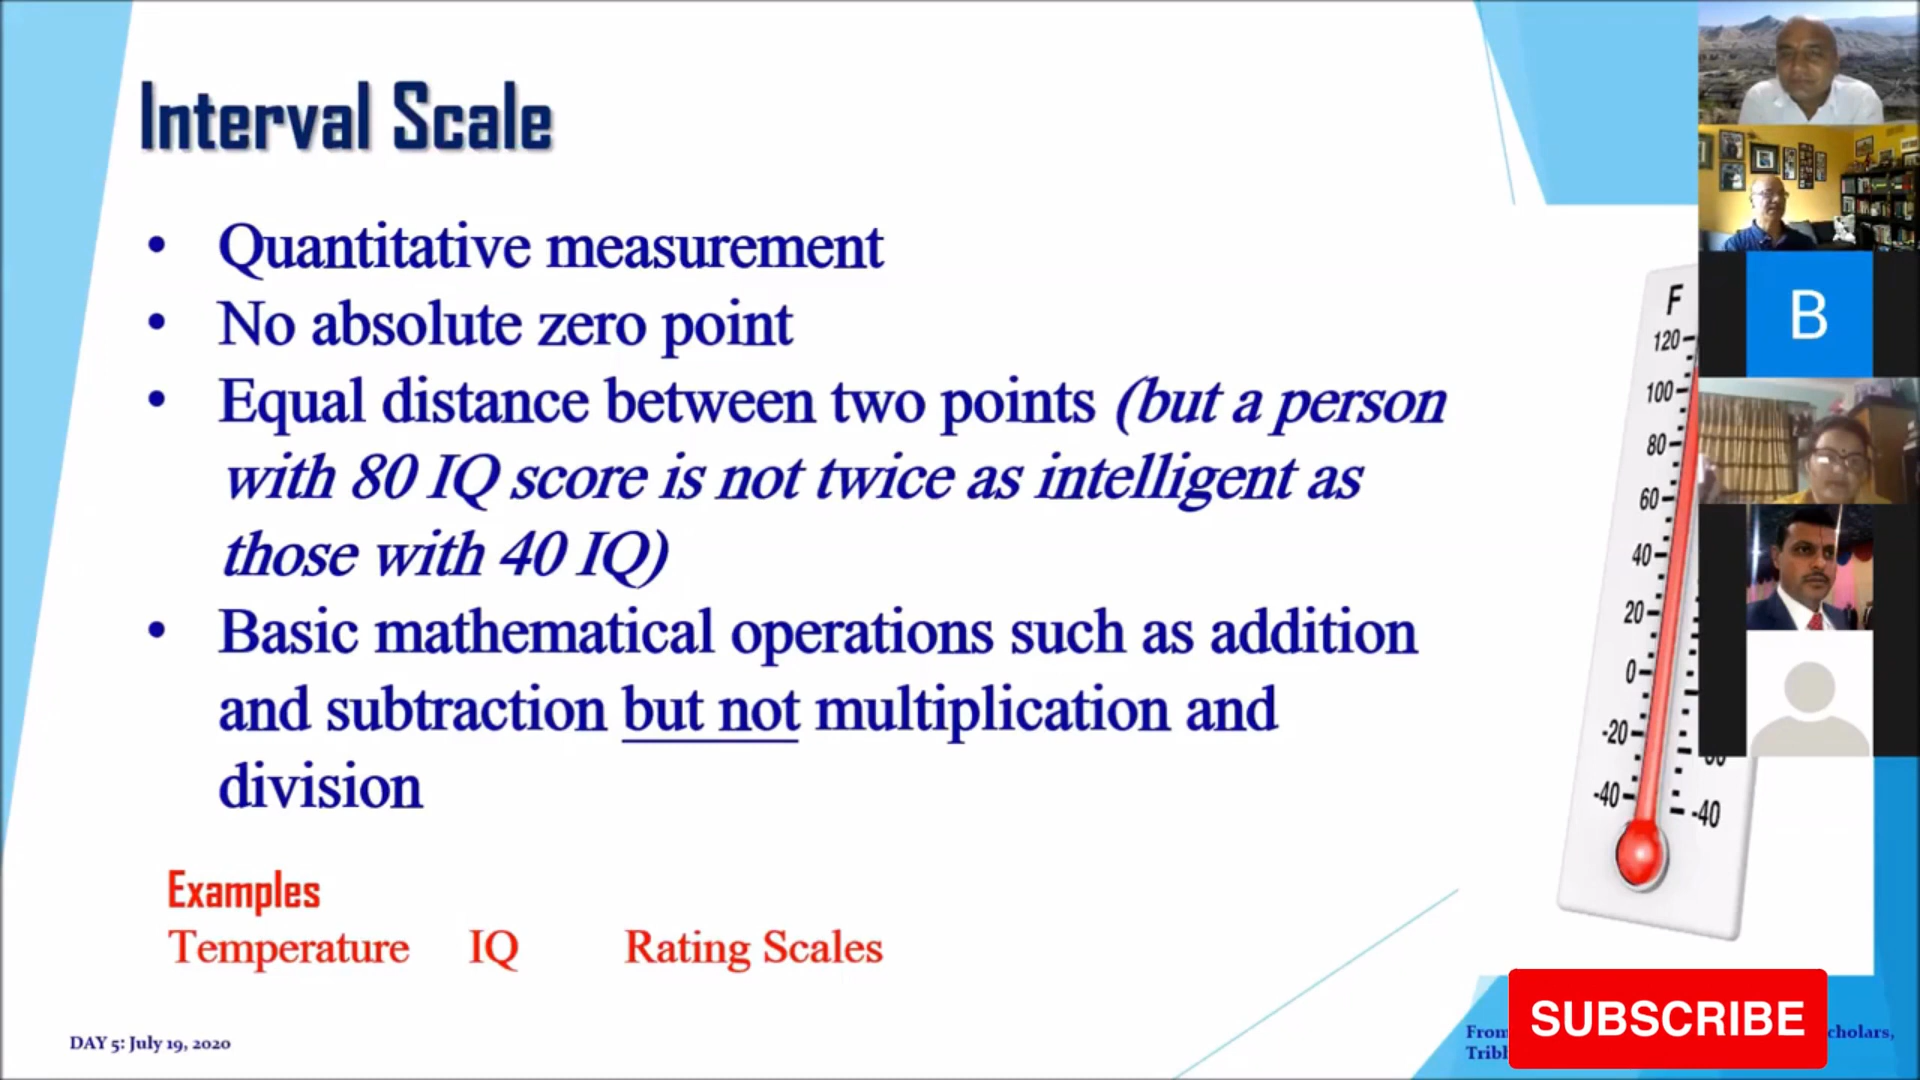 Interval Scale
• Quantitative measurement
• No absolute zero point
• Equal distance between two points (but a person
with 80 IQ score is not twice as intelligent as
those with 40 IQ)
• Basic mathematical operations such as addition
and subtraction but not multiplication and
division
Examples
Temperature IQ Rating Scales
DAY 5: July 19, 2020
F
120
100
80
60
40
20
0
-20
-40
-40
B
From
SUBSCRIBE